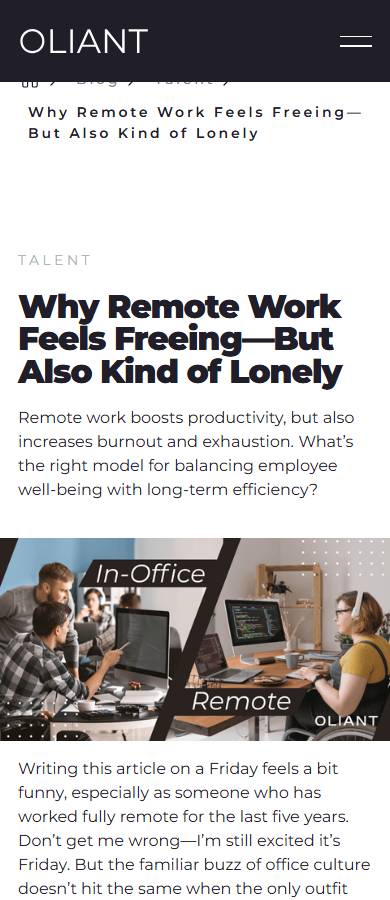 OLIANT
Blog Talent
Why Remote Work Feels Freeing—
But Also Kind of Lonely
TALENT
Why Remote Work
Feels Freeing—But
Also Kind of Lonely
Remote work boosts productivity, but also
increases burnout and exhaustion. What’s
the right model for balancing employee
well-being with long-term efficiency?
In-Office
Remote
OLIANT
Writing this article on a Friday feels a bit
funny, especially as someone who has
worked fully remote for the last five years.
Don’t get me wrong—I’m still excited it’s
Friday. But the familiar buzz of office culture
doesn’t hit the same when the only outfit